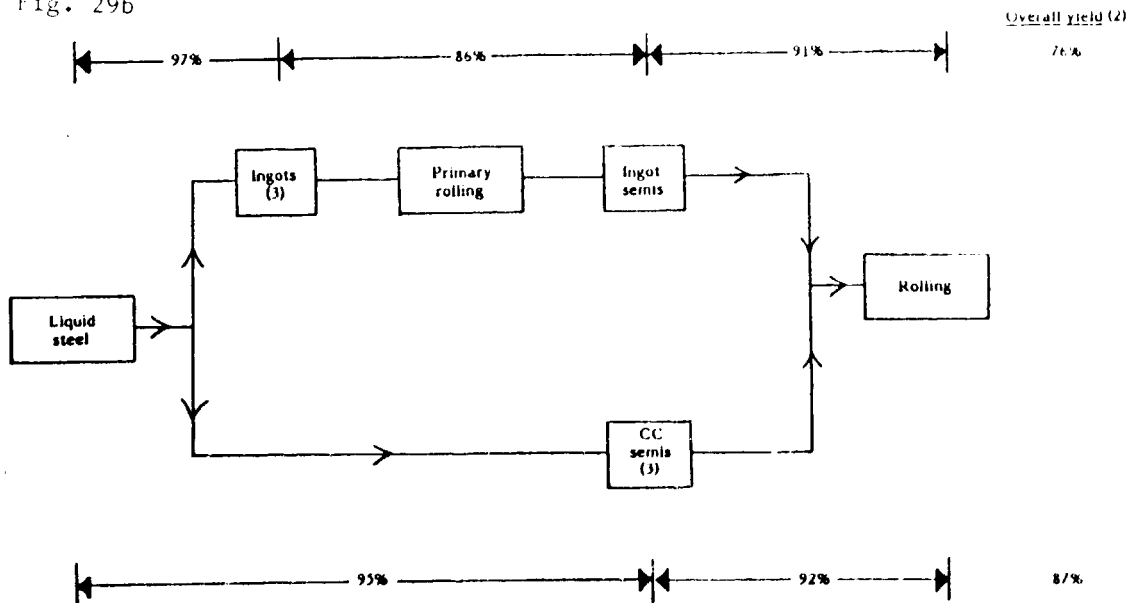 Fig. 29b
Overall yield (2)
97%
86%
91%
76%
Ingots
(3)
Primary
rolling
Ingot
semis
Rolling
Liquid
steel
CC
semis
(3)
95%
92%
87%